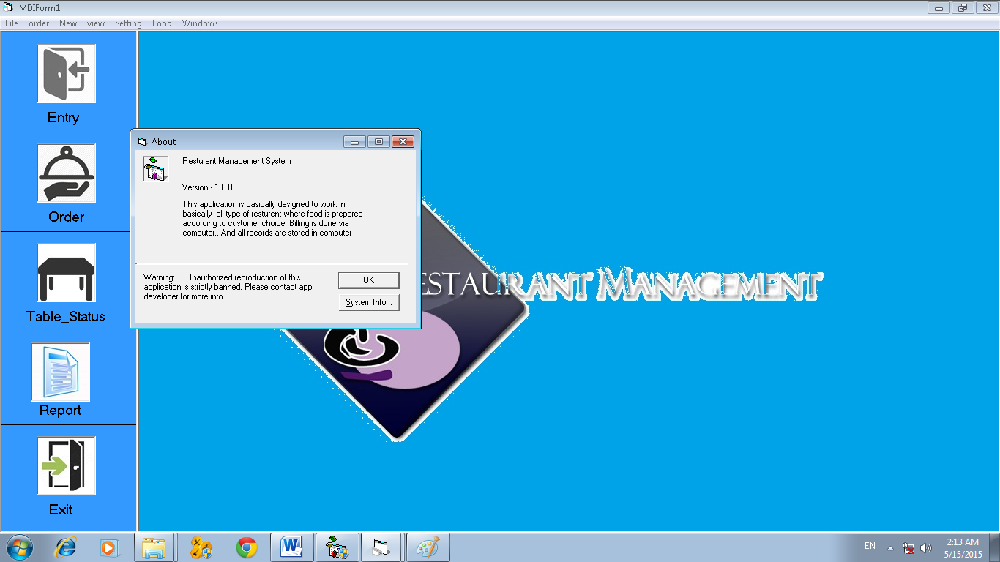 MDIForm1
File order New view Setting Food Windows
Entry
Order
Table_Status
Report
Exit
About
Resturent Management System
Version - 1.0.0
This application is basically designed to work in
basically all type of resturent where food is prepared
according to customer choice..Billing is done via
computer.. And all records are stored in computer
Warning: ... Unauthorized reproduction of this
application is strictly banned. Please contact app
developer for more info.
OK
System Info...
ESTAURANT MANAGEMENT
EN
2:13 AM
5/15/2015